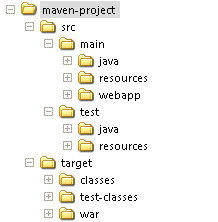 maven-project
src
main
java
resources
webapp
test
java
resources
target
classes
test-classes
war